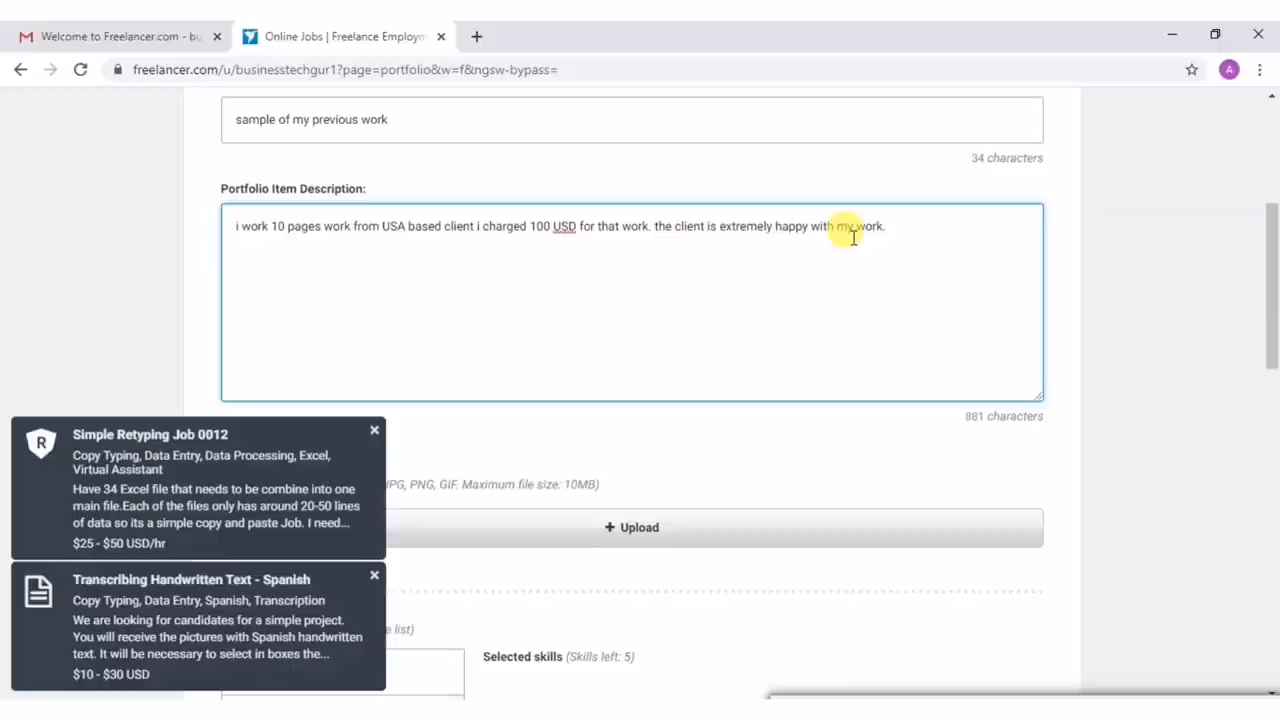 Welcome to Freelancer.com - bu
Online Jobs | Freelance Employm
freelancer.com/u/businesstechgur1?page=portfolio&w=f&ngsw-bypass=
A
sample of my previous work
34 characters
Portfolio Item Description:
i work 10 pages work from USA based client i charged 100 USD for that work. the client is extremely happy with my work.
881 characters
JPG, PNG, GIF. Maximum file size: 10MB)
+ Upload
R
Simple Retyping Job 0012
Copy Typing, Data Entry, Data Processing, Excel,
Virtual Assistant
Have 34 Excel file that needs to be combine into one
main file.Each of the files only has around 20-50 lines
of data so its a simple copy and paste Job. I need...
$25 - $50 USD/hr
Transcribing Handwritten Text - Spanish
Copy Typing, Data Entry, Spanish, Transcription
We are looking for candidates for a simple project.
You will receive the pictures with Spanish handwritten
text. It will be necessary to select in boxes the...
$10 - $30 USD
e list)
Selected skills (Skills left: 5)